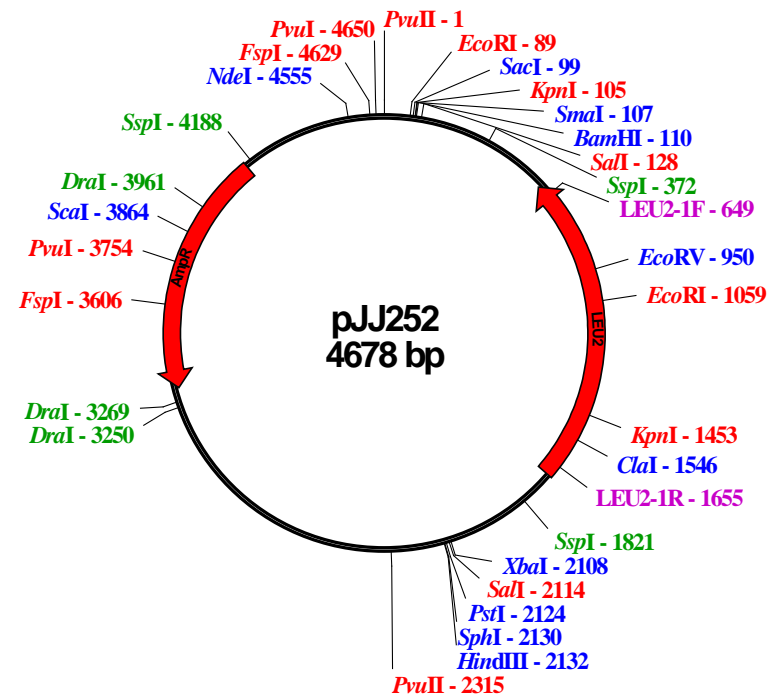 PvuI - 4650
PvuII - 1
FspI - 4629
EcoRI - 89
NdeI - 4555
SacI - 99
KpnI - 105
SmaI - 107
BamHI - 110
SspI - 4188
SalI - 128
SspI - 372
DraI - 3961
LEU2-1F - 649
ScaI - 3864
PvuI - 3754
AmpR
EcoRV - 950
FspI - 3606
EcoRI - 1059
pJJ252
LEU2
4678 bp
DraI - 3269
DraI - 3250
KpnI - 1453
ClaI - 1546
LEU2-1R - 1655
SspI - 1821
XbaI - 2108
SalI - 2114
PstI - 2124
SphI - 2130
HindIII - 2132
PvuII - 2315